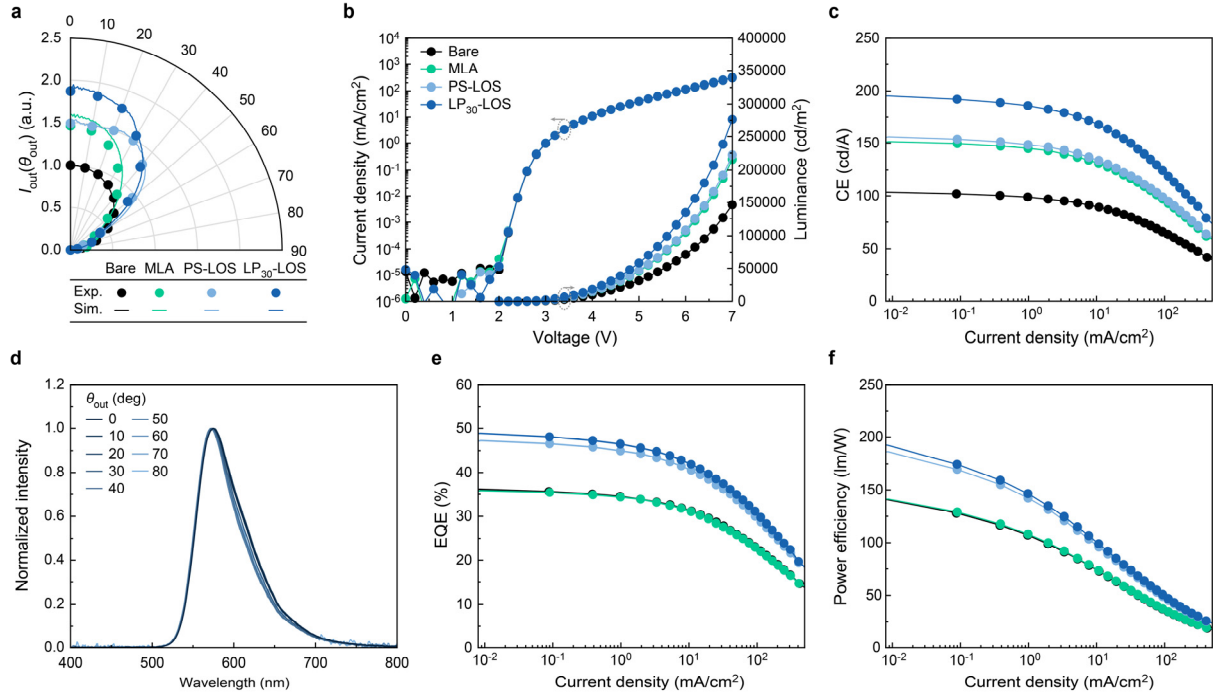 a
0
10
20
30
40
50
60
70
80
90
2.5
2.0
1.5
1.0
0.5
0.0
I_out(θ_out) (a.u.)
Bare MLA PS-LOS LP₃₀-LOS
Exp.
Sim.
b
Bare
MLA
PS-LOS
LP₃₀-LOS
10⁴
10³
10²
10¹
10⁰
10⁻¹
10⁻²
10⁻³
10⁻⁴
10⁻⁵
10⁻⁶
Current density (mA/cm²)
0 1 2 3 4 5 6 7
Voltage (V)
400000
350000
300000
250000
200000
150000
100000
50000
0
Luminance (cd/m²)
c
250
200
150
100
50
0
CE (cd/A)
10⁻² 10⁻¹ 10⁰ 10¹ 10²
Current density (mA/cm²)
d
θ_out (deg)
0 50
10 60
20 70
30 80
40
1.2
1.0
0.8
0.6
0.4
0.2
0.0
Normalized intensity
400 500 600 700 800
Wavelength (nm)
e
60
50
40
30
20
10
0
EQE (%)
10⁻² 10⁻¹ 10⁰ 10¹ 10²
Current density (mA/cm²)
f
250
200
150
100
50
0
Power efficiency (lm/W)
10⁻² 10⁻¹ 10⁰ 10¹ 10²
Current density (mA/cm²)